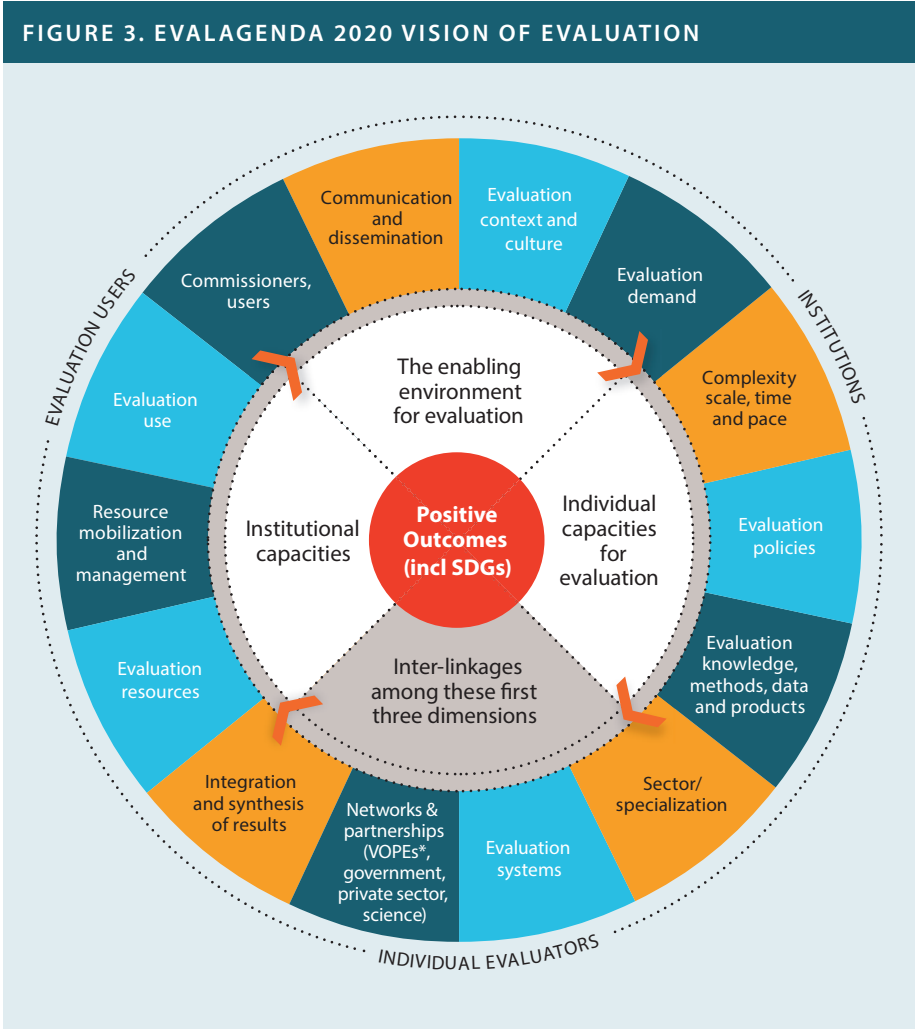 FIGURE 3. EVALAGENDA 2020 VISION OF EVALUATION
Communication
and
dissemination
Evaluation
context and
culture
Evaluation
demand
Complexity
scale, time
and pace
Evaluation
policies
Evaluation
knowledge,
methods, data
and products
Sector/
specialization
Evaluation
systems
Networks &
partnerships
(VOPEs*,
government,
private sector,
science)
Integration
and synthesis
of results
Evaluation
resources
Resource
mobilization
and
management
Evaluation
use
Commissioners,
users
The enabling
environment
for evaluation
Individual
capacities
for
evaluation
Inter-linkages
among these first
three dimensions
Institutional
capacities
Positive
Outcomes
(incl SDGs)
EVALUATION USERS
INSTITUTIONS
INDIVIDUAL EVALUATORS